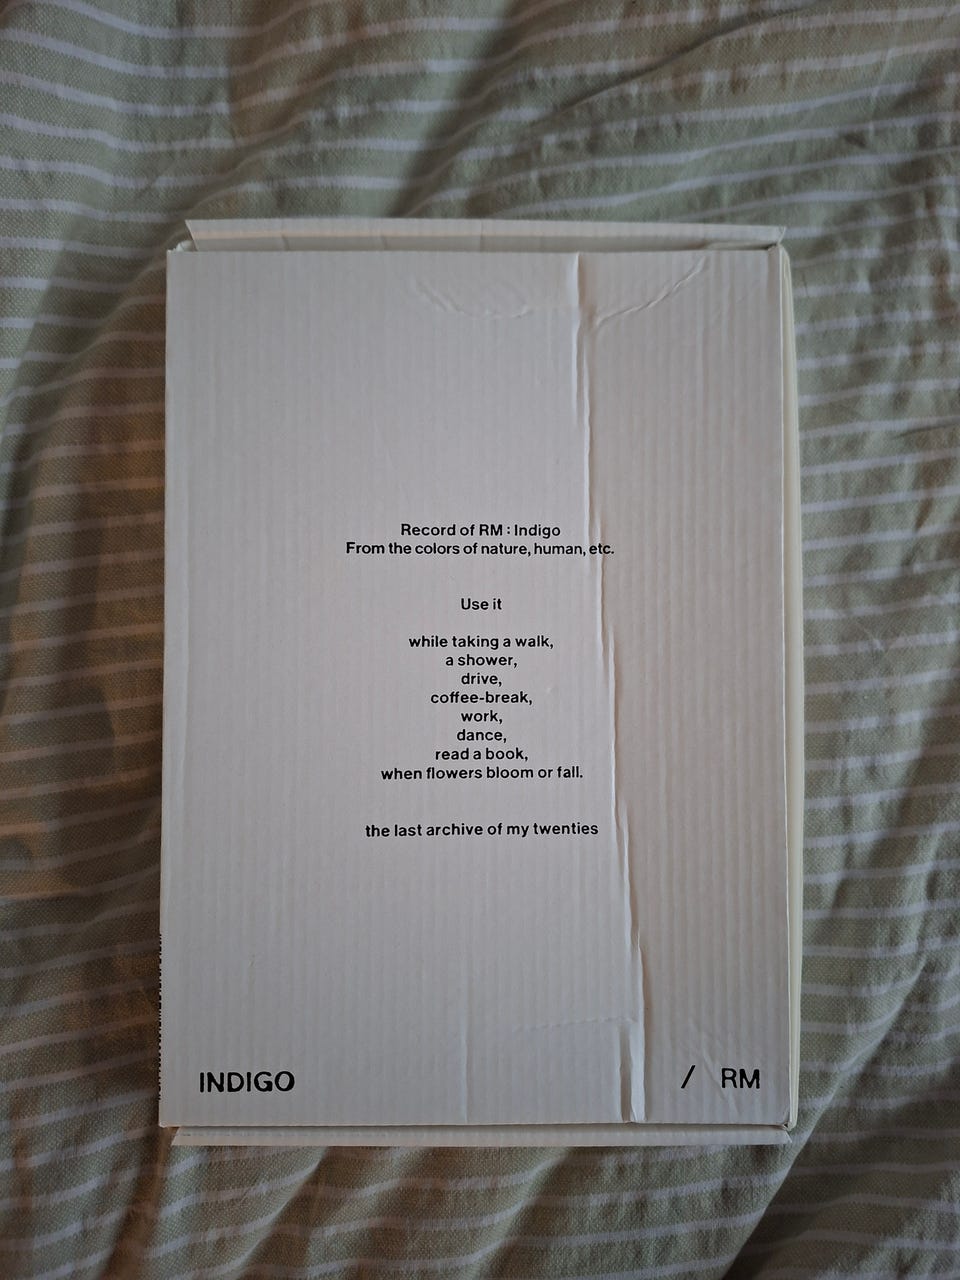 Record of RM : Indigo
From the colors of nature, human, etc.
Use it
while taking a walk,
a shower,
drive,
coffee-break,
work,
dance,
read a book,
when flowers bloom or fall.
the last archive of my twenties
INDIGO / RM